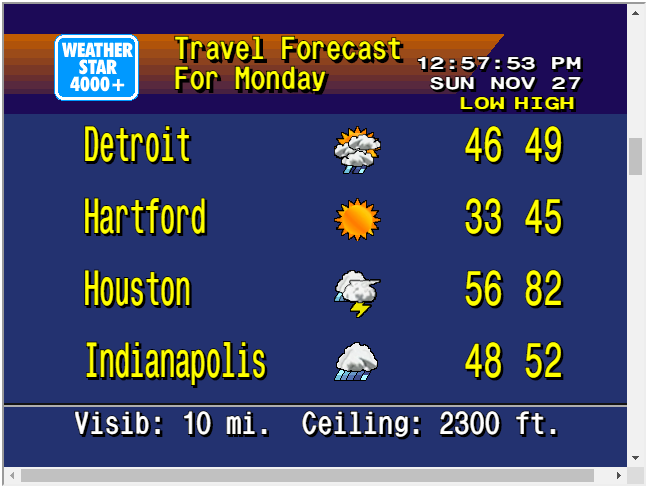 WEATHER
STAR
4000+
Travel Forecast
For Monday
12:57:53 PM
SUN NOV 27
LOW HIGH
Detroit 46 49
Hartford 33 45
Houston 56 82
Indianapolis 48 52
Visib: 10 mi. Ceiling: 2300 ft.